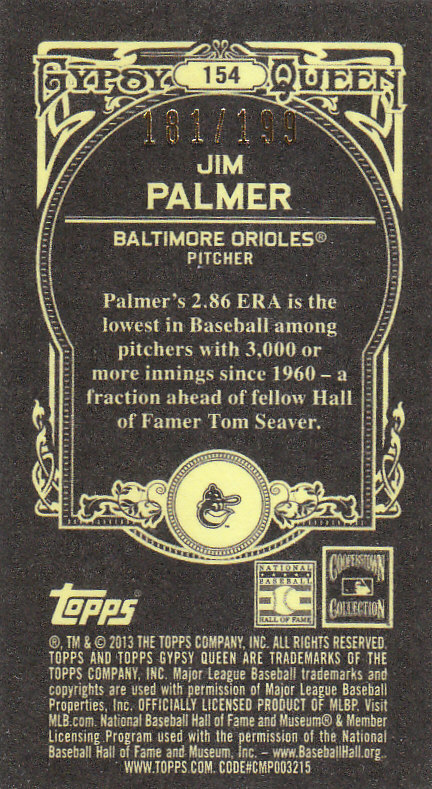 GYPSY 154 QUEEN
181/199
JIM
PALMER
BALTIMORE ORIOLES®
PITCHER
Palmer's 2.86 ERA is the
lowest in Baseball among
pitchers with 3,000 or
more innings since 1960 – a
fraction ahead of fellow Hall
of Famer Tom Seaver.
NATIONAL
BASEBALL
HALL OF FAME
COOPERSTOWN
COLLECTION
TOPPS®
®, TM & © 2013 THE TOPPS COMPANY, INC. ALL RIGHTS RESERVED.
TOPPS AND TOPPS GYPSY QUEEN ARE TRADEMARKS OF THE
TOPPS COMPANY, INC. Major League Baseball trademarks and
copyrights are used with permission of Major League Baseball
Properties, Inc. OFFICIALLY LICENSED PRODUCT OF MLBP. Visit
MLB.com. National Baseball Hall of Fame and Museum® & Member
Licensing Program used with the permission of the National
Baseball Hall of Fame and Museum, Inc. – www.BaseballHall.org.
WWW.TOPPS.COM. CODE#CMP003215